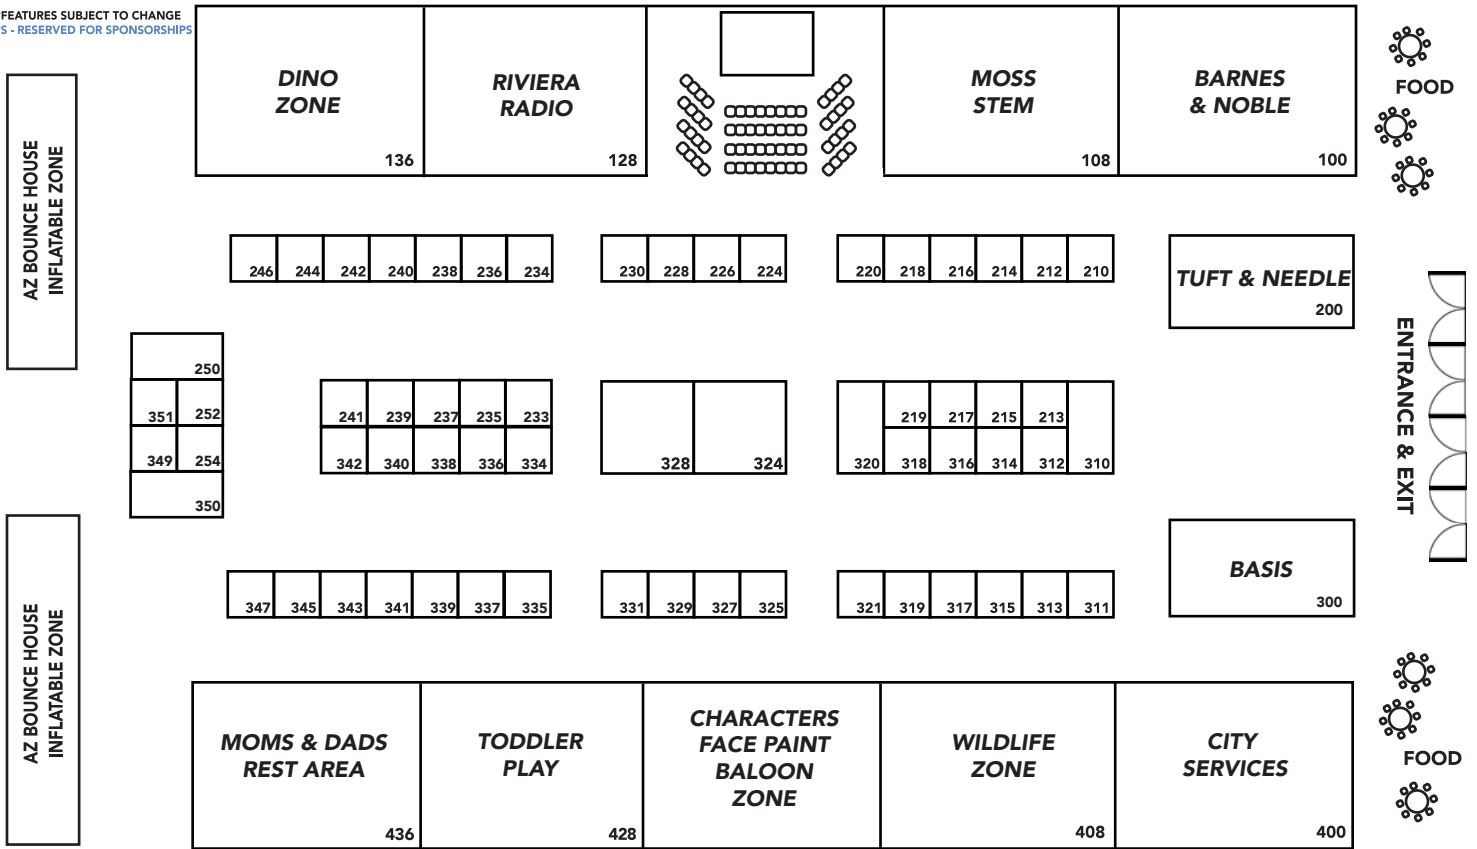 FEATURES SUBJECT TO CHANGE
S - RESERVED FOR SPONSORSHIPS
DINO
ZONE
136
RIVIERA
RADIO
128
MOSS
STEM
108
BARNES
& NOBLE
100
FOOD
AZ BOUNCE HOUSE
INFLATABLE ZONE
246 244 242 240 238 236 234
230 228 226 224
220 218 216 214 212 210
TUFT & NEEDLE
200
ENTRANCE & EXIT
250
351 252
349 254
350
241 239 237 235 233
342 340 338 336 334
328 324
219 217 215 213
320 318 316 314 312 310
BASIS
300
347 345 343 341 339 337 335
331 329 327 325
321 319 317 315 313 311
AZ BOUNCE HOUSE
INFLATABLE ZONE
MOMS & DADS
REST AREA
436
TODDLER
PLAY
428
CHARACTERS
FACE PAINT
BALOON
ZONE
WILDLIFE
ZONE
408
CITY
SERVICES
400
FOOD